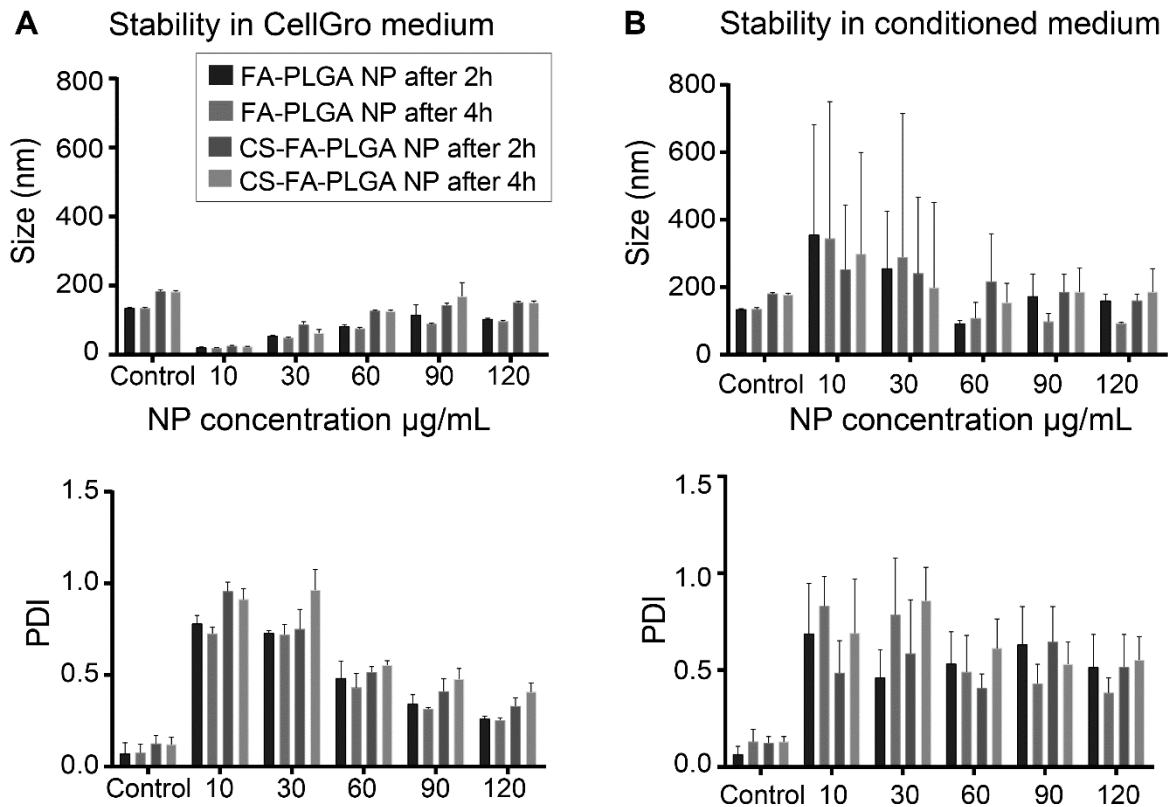 A Stability in CellGro medium
FA-PLGA NP after 2h
FA-PLGA NP after 4h
CS-FA-PLGA NP after 2h
CS-FA-PLGA NP after 4h
Size (nm)
800
600
400
200
0
Control 10 30 60 90 120
NP concentration µg/mL
PDI
1.5
1.0
0.5
0.0
Control 10 30 60 90 120
B Stability in conditioned medium
Size (nm)
800
600
400
200
0
Control 10 30 60 90 120
NP concentration µg/mL
PDI
1.5
1.0
0.5
0.0
Control 10 30 60 90 120